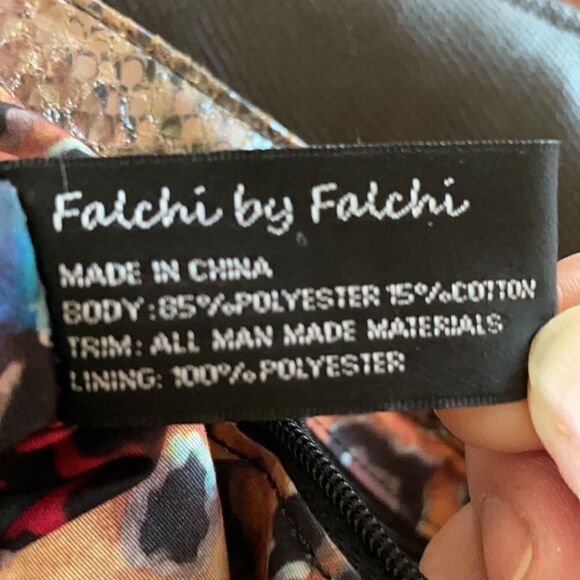 Falchi by Falchi
MADE IN CHINA
BODY:85%POLYESTER 15%COTTON
TRIM: ALL MAN MADE MATERIALS
LINING: 100% POLYESTER